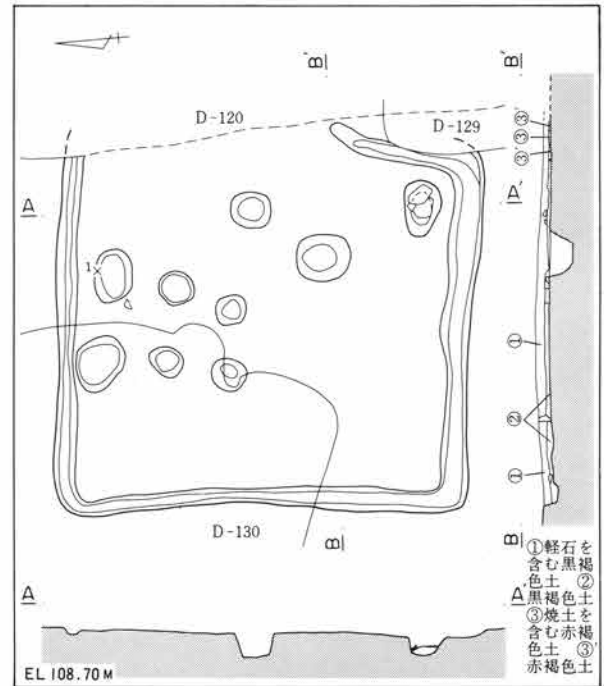 B'
B'
D-120
D-129
③
③
③
A
A'
1
①
②
①
D-130
B
B
A
A'
①軽石を
含む黒褐
色土　②
黒褐色土
③焼土を
含む赤褐
色土　③'
赤褐色土
EL 108.70M